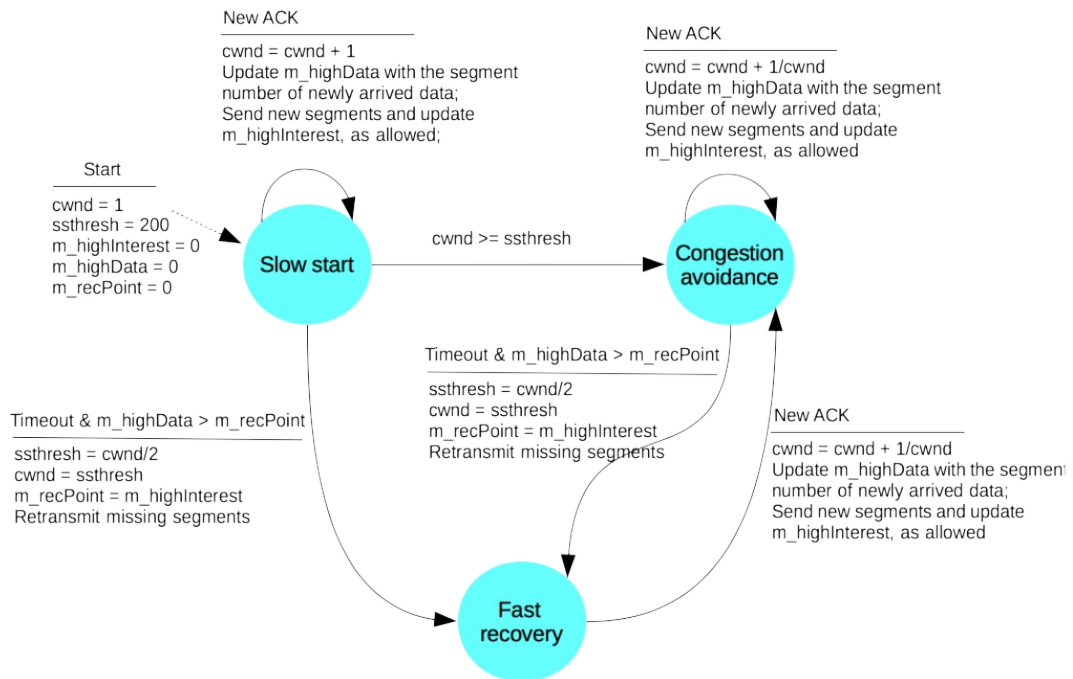 New ACK
cwnd = cwnd + 1
Update m_highData with the segment
number of newly arrived data;
Send new segments and update
m_highInterest, as allowed;
New ACK
cwnd = cwnd + 1/cwnd
Update m_highData with the segment
number of newly arrived data;
Send new segments and update
m_highInterest, as allowed
Start
cwnd = 1
ssthresh = 200
m_highInterest = 0
m_highData = 0
m_recPoint = 0
Slow start
cwnd >= ssthresh
Congestion
avoidance
Timeout & m_highData > m_recPoint
ssthresh = cwnd/2
cwnd = ssthresh
m_recPoint = m_highInterest
Retransmit missing segments
Timeout & m_highData > m_recPoint
ssthresh = cwnd/2
cwnd = ssthresh
m_recPoint = m_highInterest
Retransmit missing segments
New ACK
cwnd = cwnd + 1/cwnd
Update m_highData with the segment
number of newly arrived data;
Send new segments and update
m_highInterest, as allowed
Fast
recovery